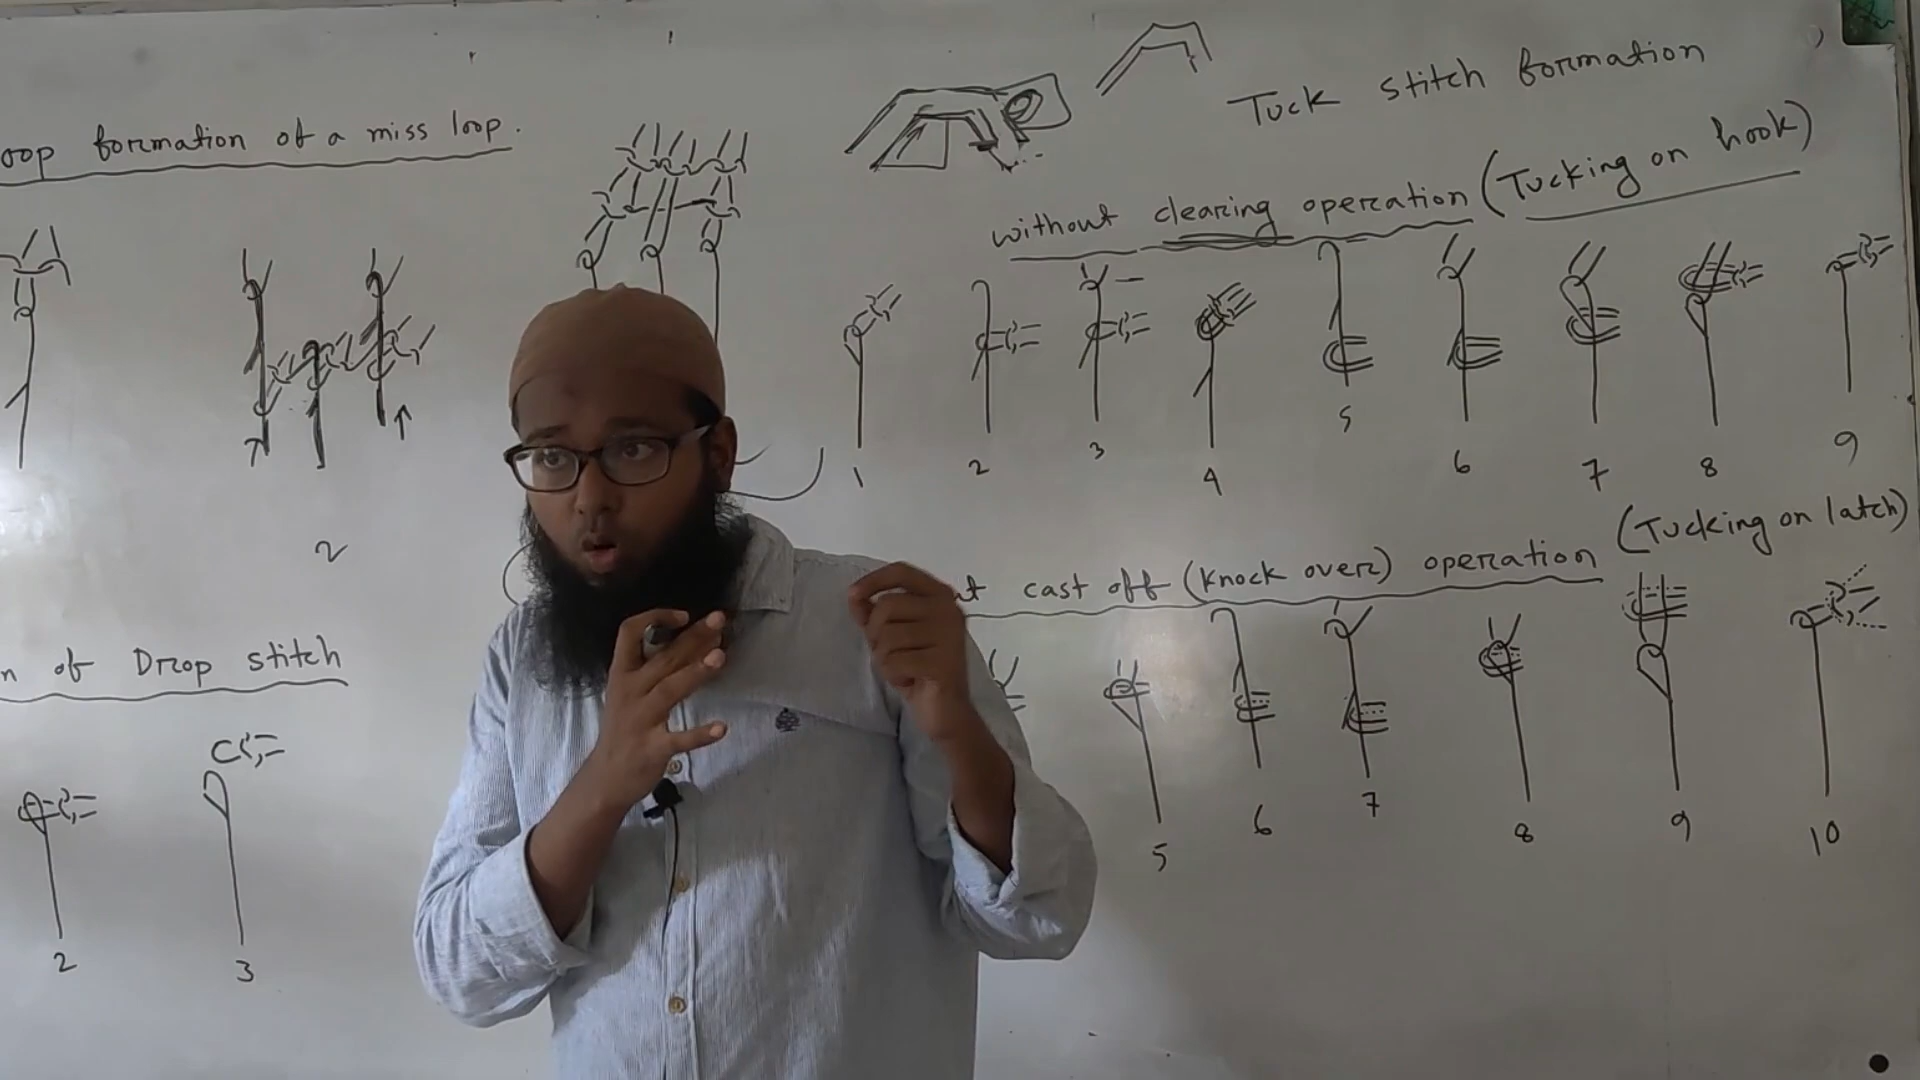 oop formation of a miss loop.
Tuck stitch formation
without clearing operation (Tucking on hook)
1 2 3 4 5 6 7 8 9
2
t cast off (knock over) operation (Tucking on latch)
n of Drop stitch
5 6 7 8 9 10
2 3